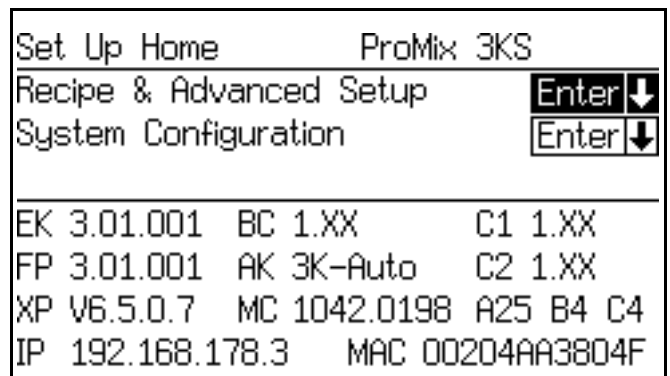 Set Up Home ProMix 3KS
Recipe & Advanced Setup Enter
System Configuration Enter
EK 3.01.001 BC 1.XX C1 1.XX
FP 3.01.001 AK 3K-Auto C2 1.XX
XP V6.5.0.7 MC 1042.0198 A25 B4 C4
IP 192.168.178.3 MAC 00204AA3804F